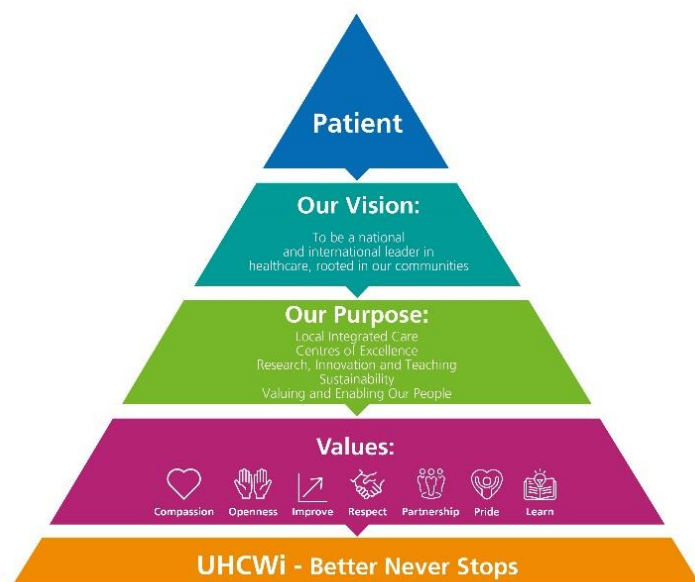 Patient
Our Vision:
To be a national
and international leader in
healthcare, rooted in our communities
Our Purpose:
Local Integrated Care
Centres of Excellence
Research, Innovation and Teaching
Sustainability
Valuing and Enabling Our People
Values:
Compassion Openness Improve Respect Partnership Pride Learn
UHCWi - Better Never Stops